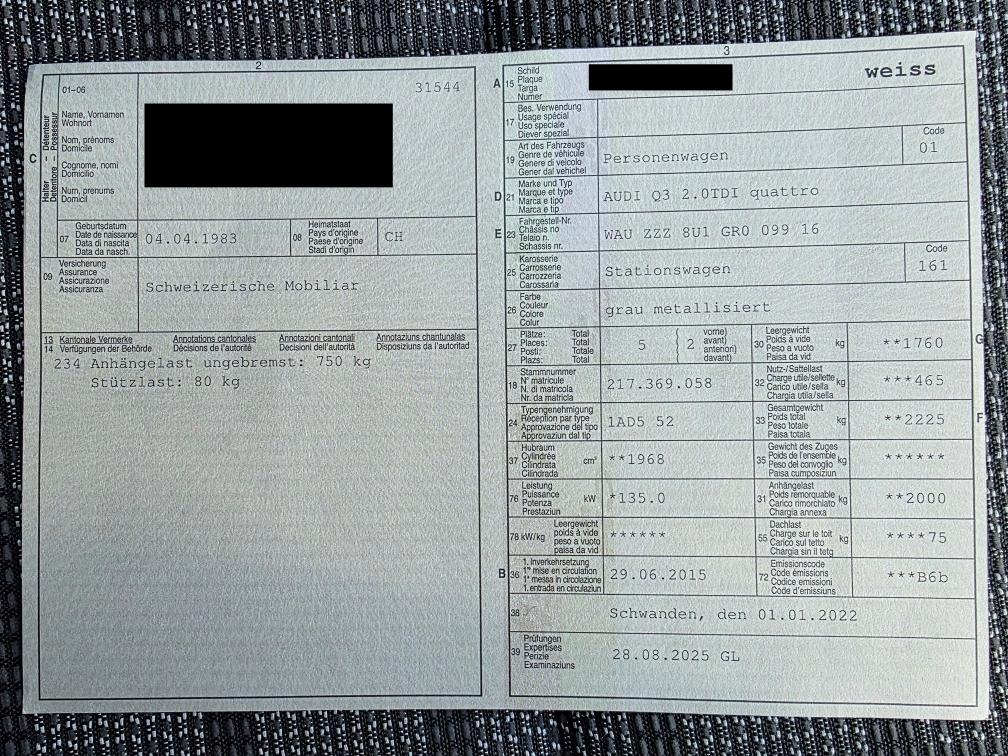 2
01–06
31544
C
Halter – Détenteur
Detentore – Possessur
Name, Vornamen
Wohnort
Nom, prénoms
Domicile
Cognome, nomi
Domicilio
Num, prenums
Domicil
07
Geburtsdatum
Date de naissance
Data di nascita
Data da nasch.
04.04.1983
08
Heimatstaat
Pays d'origine
Paese d'origine
Stadi d'origin
CH
09
Versicherung
Assurance
Assicurazione
Assicuranza
Schweizerische Mobiliar
13 Kantonale Vermerke Annotations cantonales Annotazioni cantonali Annotaziuns chantunalas
14 Verfügungen der Behörde Décisions de l'autorité Decisioni dell'autorità Disposiziuns da l'autoritad
234 Anhängelast ungebremst: 750 kg
Stützlast: 80 kg
3
A 15
Schild
Plaque
Targa
Numer
weiss
17
Bes. Verwendung
Usage spécial
Uso speciale
Diever spezial
19
Art des Fahrzeugs
Genre de véhicule
Genere di veicolo
Gener dal vehichel
Personenwagen
Code
01
D 21
Marke und Typ
Marque et type
Marca e tipo
Marca e tip
AUDI Q3 2.0TDI quattro
E 23
Fahrgestell-Nr.
Châssis no
Telaio n.
Schassis nr.
WAU ZZZ 8U1 GR0 099 16
25
Karosserie
Carrosserie
Carrozzeria
Carossaria
Stationswagen
Code
161
26
Farbe
Couleur
Colore
Colur
grau metallisiert
27
Plätze: Total
Places: Total
Posti: Totale
Plazs: Total
5
2
vorne)
avant)
anteriori)
davant)
30
Leergewicht
Poids à vide
Peso a vuoto
Paisa da vid
kg
**1760
G
18
Stammnummer
N° matricule
N. di matricola
Nr. da matricla
217.369.058
32
Nutz-/Sattellast
Charge utile/sellette
Carico utile/sella
Chargia utila/sella
kg
***465
24
Typengenehmigung
Réception par type
Approvazione del tipo
Approvaziun dal tip
1AD5 52
33
Gesamtgewicht
Poids total
Peso totale
Paisa totala
kg
**2225
F
37
Hubraum
Cylindrée
Cilindrata
Cilindrada
cm³
**1968
35
Gewicht des Zuges
Poids de l'ensemble
Peso del convoglio
Paisa cumposiziun
kg
******
76
Leistung
Puissance
Potenza
Prestaziun
kW
*135.0
31
Anhängelast
Poids remorquable
Carico rimorchiato
Chargia annexa
kg
**2000
78 kW/kg
Leergewicht
poids à vide
peso a vuoto
paisa da vid
******
55
Dachlast
Charge sur le toit
Carico sul tetto
Chargia sin il tetg
kg
****75
B 36
1. Inverkehrsetzung
1re mise en circulation
1a messa in circolazione
1. entrada en circulaziun
29.06.2015
72
Emissionscode
Code émissions
Codice emissioni
Code d'emissiuns
***B6b
38
Schwanden, den 01.01.2022
39
Prüfungen
Expertises
Perizie
Examinaziuns
28.08.2025 GL